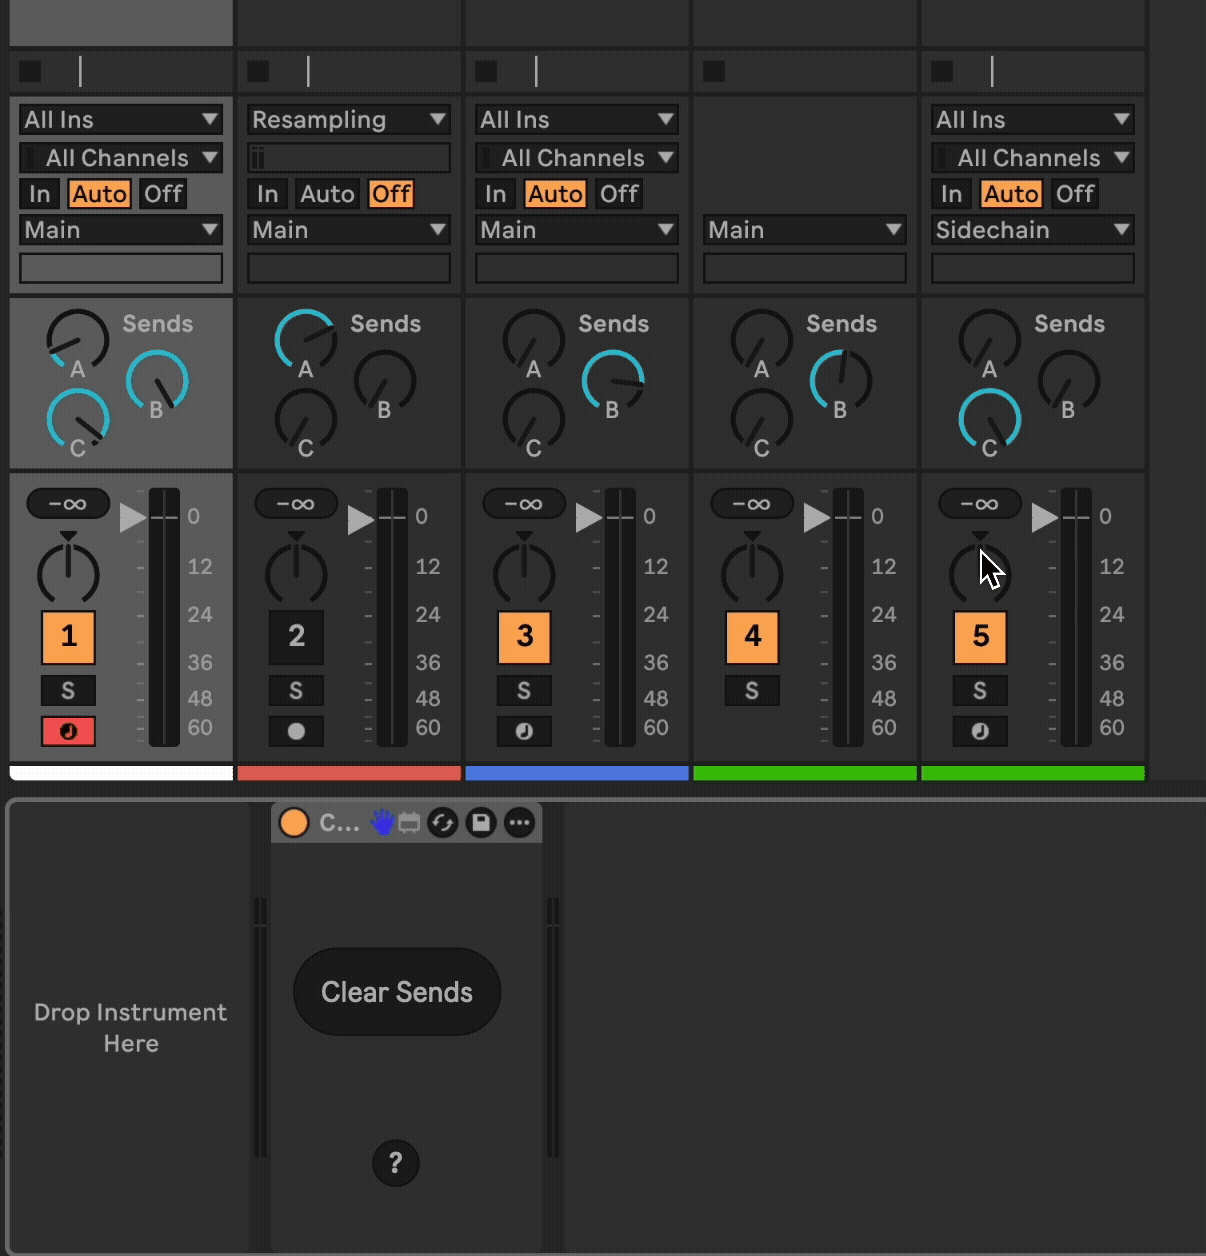 All Ins Resampling All Ins All Ins
All Channels All Channels All Channels
In Auto Off In Auto Off In Auto Off In Auto Off
Main Main Main Main Sidechain
Sends Sends Sends Sends Sends
A A A A A
B B B B B
C C C C C
-∞ 0 -∞ 0 -∞ 0 -∞ 0 -∞ 0
12 12 12 12 12
24 24 24 24 24
1 2 3 4 5
36 36 36 36 36
S S S S S
48 48 48 48 48
60 60 60 60 60
C...
Clear Sends
Drop Instrument
Here
?